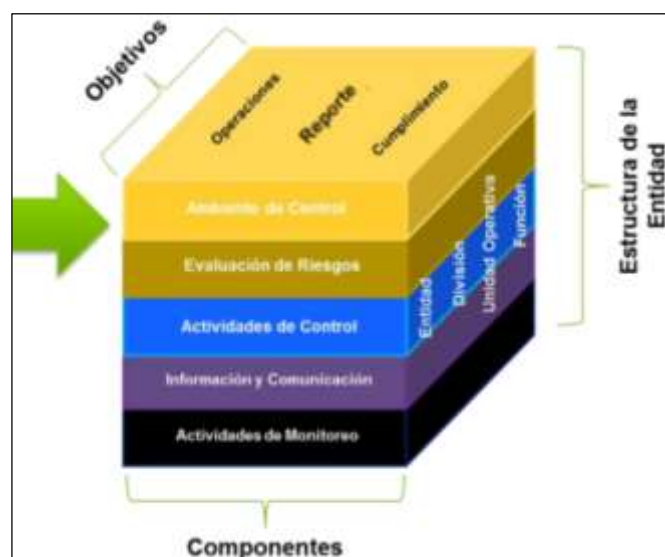 Objetivos
Operaciones
Reporte
Cumplimiento
Ambiente de Control
Evaluación de Riesgos
Actividades de Control
Información y Comunicación
Actividades de Monitoreo
Entidad
División
Unidad Operativa
Función
Estructura de la
Entidad
Componentes